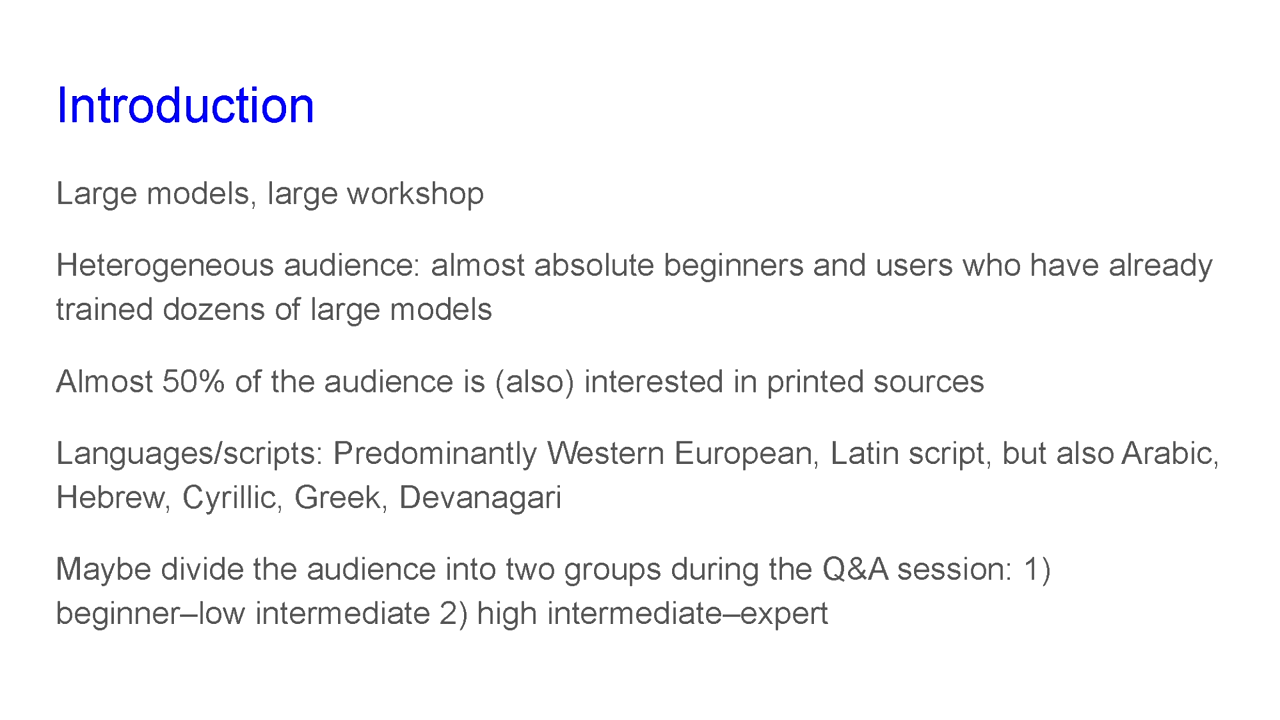 Introduction
Large models, large workshop
Heterogeneous audience: almost absolute beginners and users who have already
trained dozens of large models
Almost 50% of the audience is (also) interested in printed sources
Languages/scripts: Predominantly Western European, Latin script, but also Arabic,
Hebrew, Cyrillic, Greek, Devanagari
Maybe divide the audience into two groups during the Q&A session: 1)
beginner–low intermediate 2) high intermediate–expert